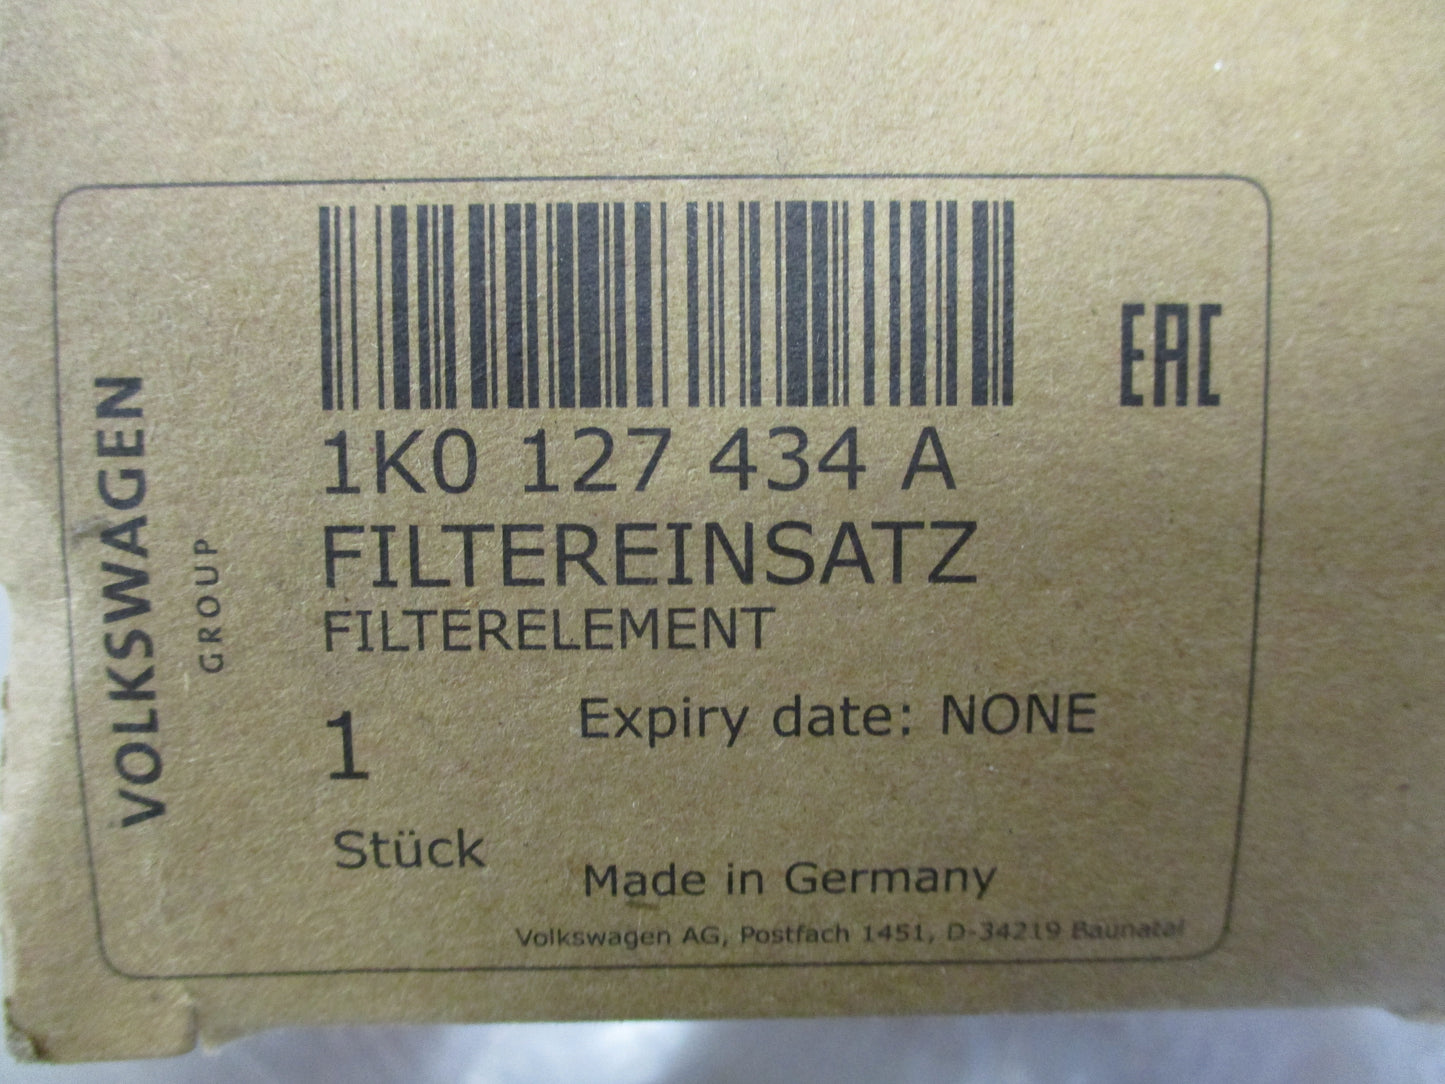 VOLKSWAGEN
GROUP
EAC
1K0 127 434 A
FILTEREINSATZ
FILTERELEMENT
1
Expiry date: NONE
Stück
Made in Germany
Volkswagen AG, Postfach 1451, D-34219 Baunatal